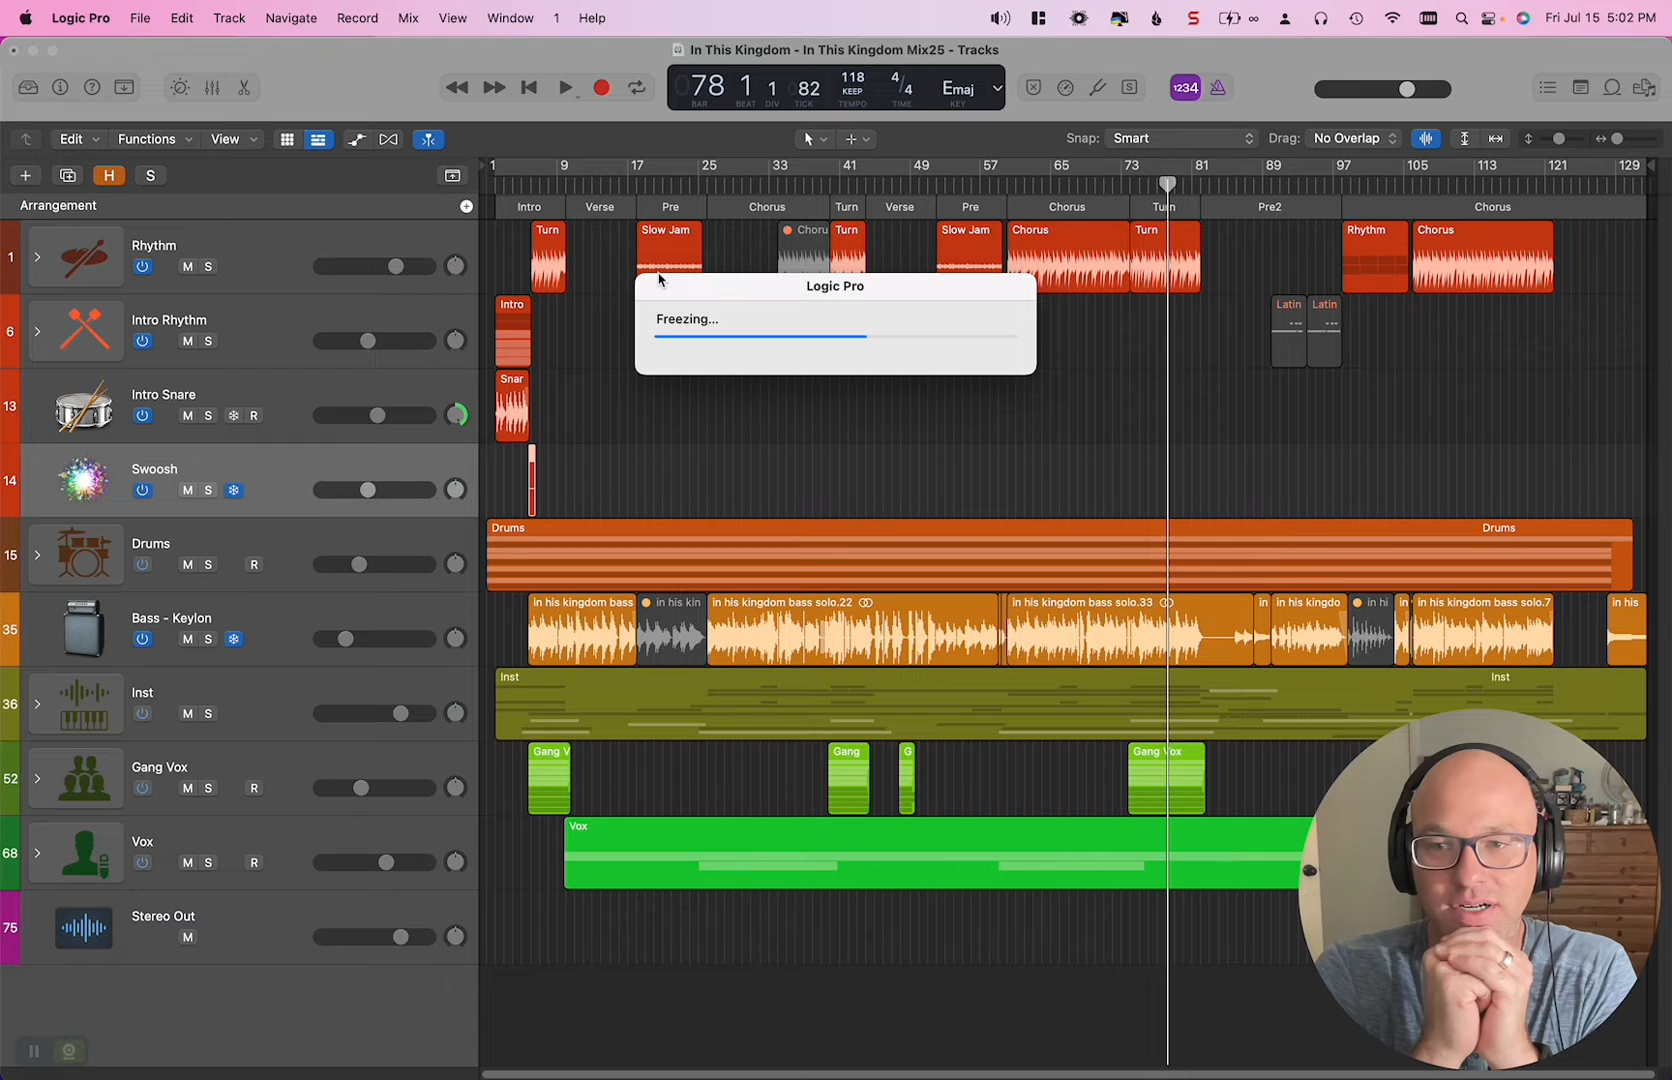 Logic Pro File Edit Track Navigate Record Mix View Window 1 Help S Fri Jul 15 5:02 PM
In This Kingdom - In This Kingdom Mix25 - Tracks
078 1 1 82 118 KEEP 4/4 Emaj S 1234
BAR BEAT DIV TICK TEMPO TIME KEY
Edit Functions View Snap: Smart Drag: No Overlap
H S 1 9 17 25 33 41 49 57 65 73 81 89 97 105 113 121 129
Arrangement Intro Verse Pre Chorus Turn Verse Pre Chorus Turn Pre2 Chorus
1 Rhythm M S Turn Slow Jam Choru Turn Slow Jam Chorus Turn Rhythm Chorus
Logic Pro
Freezing...
6 Intro Rhythm M S Intro Latin Latin
13 Intro Snare M S R Snar
14 Swoosh M S
15 Drums M S R Drums Drums
35 Bass - Keylon M S in his kingdom bass in his kin in his kingdom bass solo.22 in his kingdom bass solo.33 in in his kingdo in hi in in his kingdom bass solo.7 in his
36 Inst M S Inst Inst
52 Gang Vox M S R Gang V Gang G Gang Vox
68 Vox M S R Vox
75 Stereo Out M